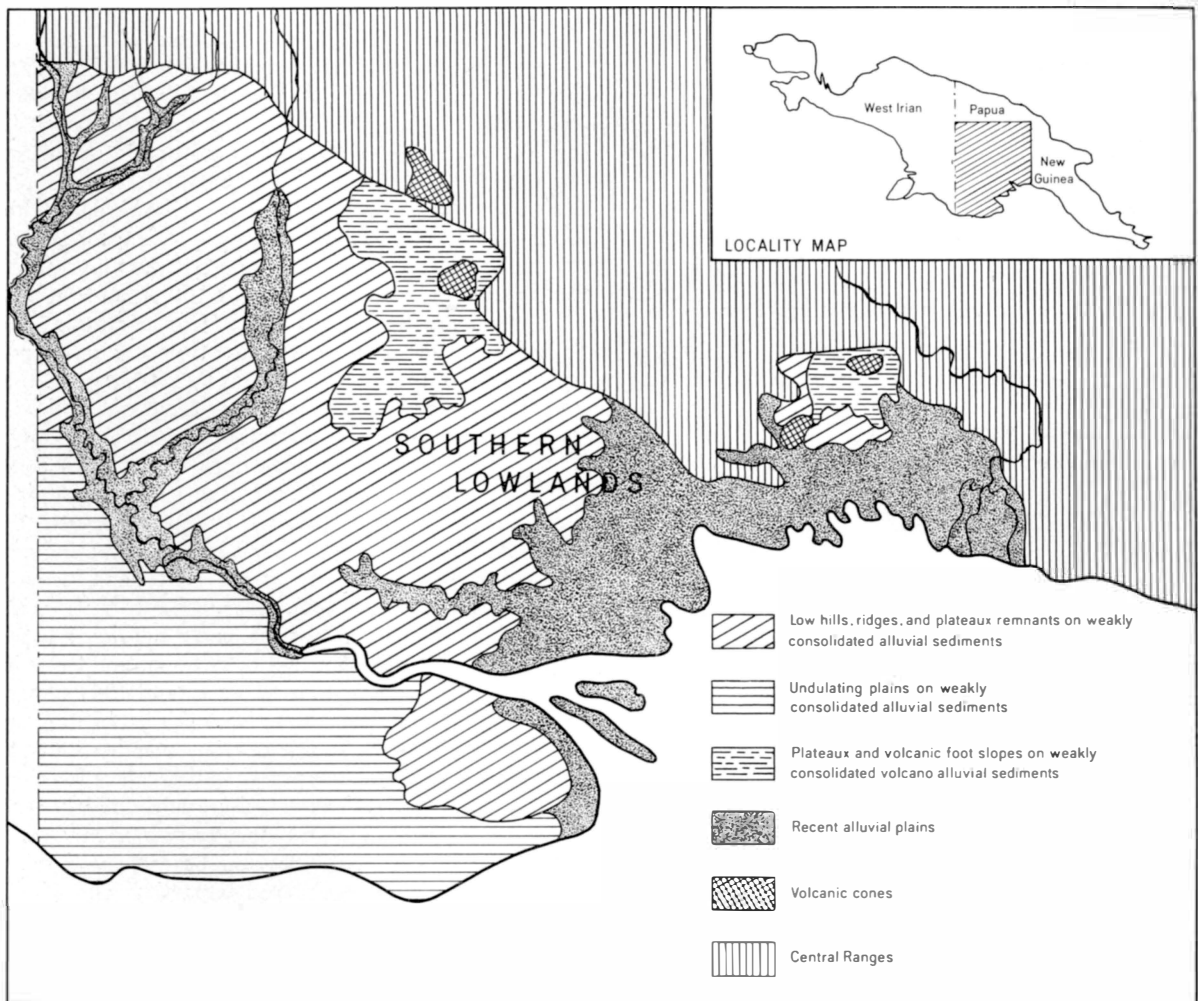 West Irian
Papua
New
Guinea
LOCALITY MAP
SOUTHERN
LOWLANDS
Low hills, ridges, and plateaux remnants on weakly
consolidated alluvial sediments
Undulating plains on weakly
consolidated alluvial sediments
Plateaux and volcanic foot slopes on weakly
consolidated volcano alluvial sediments
Recent alluvial plains
Volcanic cones
Central Ranges